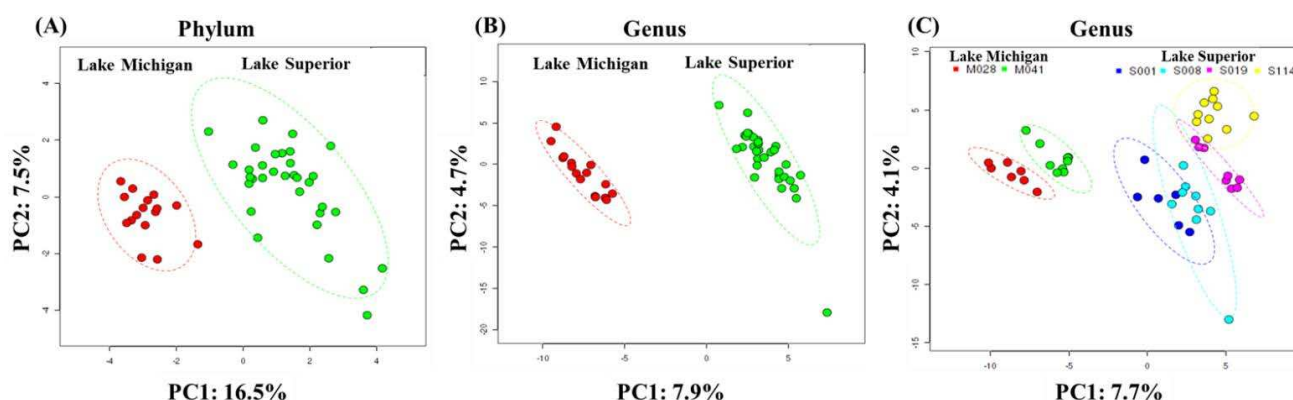 (A) Phylum
Lake Michigan Lake Superior
PC2: 7.5%
4
2
0
-2
-4
-4 -2 0 2 4
PC1: 16.5%
(B) Genus
Lake Michigan Lake Superior
PC2: 4.7%
10
5
0
-5
-10
-15
-20
-10 -5 0 5
PC1: 7.9%
(C) Genus
Lake Michigan Lake Superior
M028 M041 S001 S008 S019 S114
PC2: 4.1%
10
5
0
-5
-10
-15
-10 -5 0 5
PC1: 7.7%